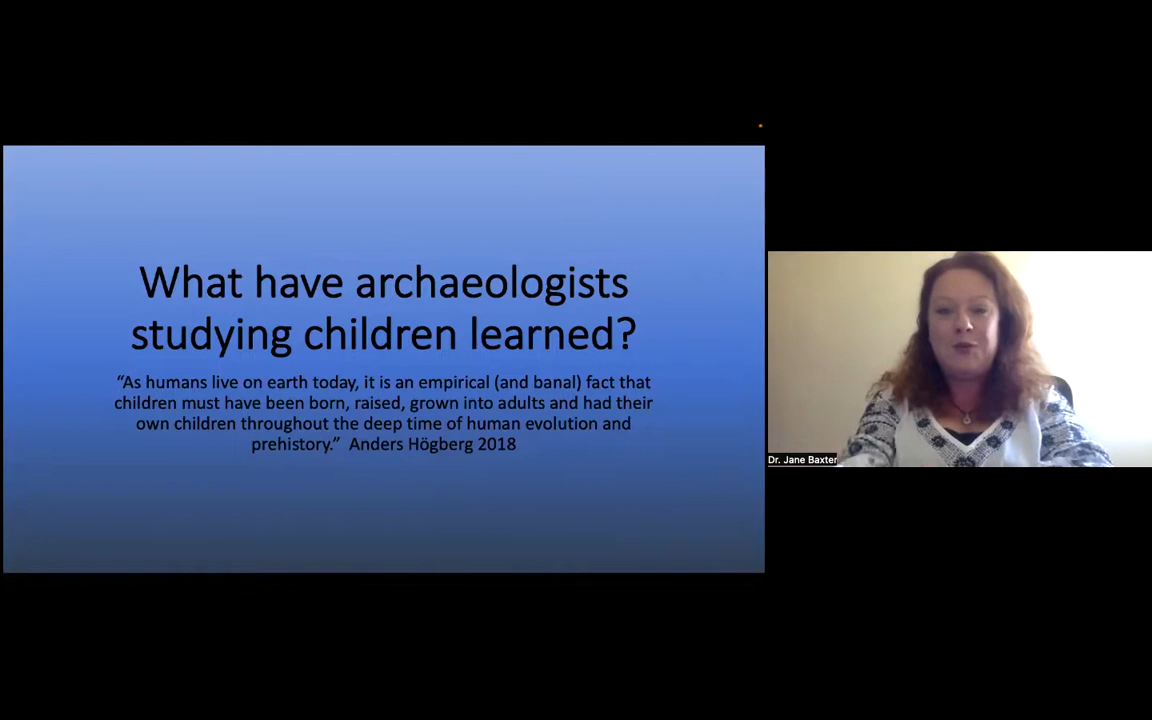 What have archaeologists
studying children learned?
“As humans live on earth today, it is an empirical (and banal) fact that
children must have been born, raised, grown into adults and had their
own children throughout the deep time of human evolution and
prehistory.” Anders Högberg 2018
Dr. Jane Baxter